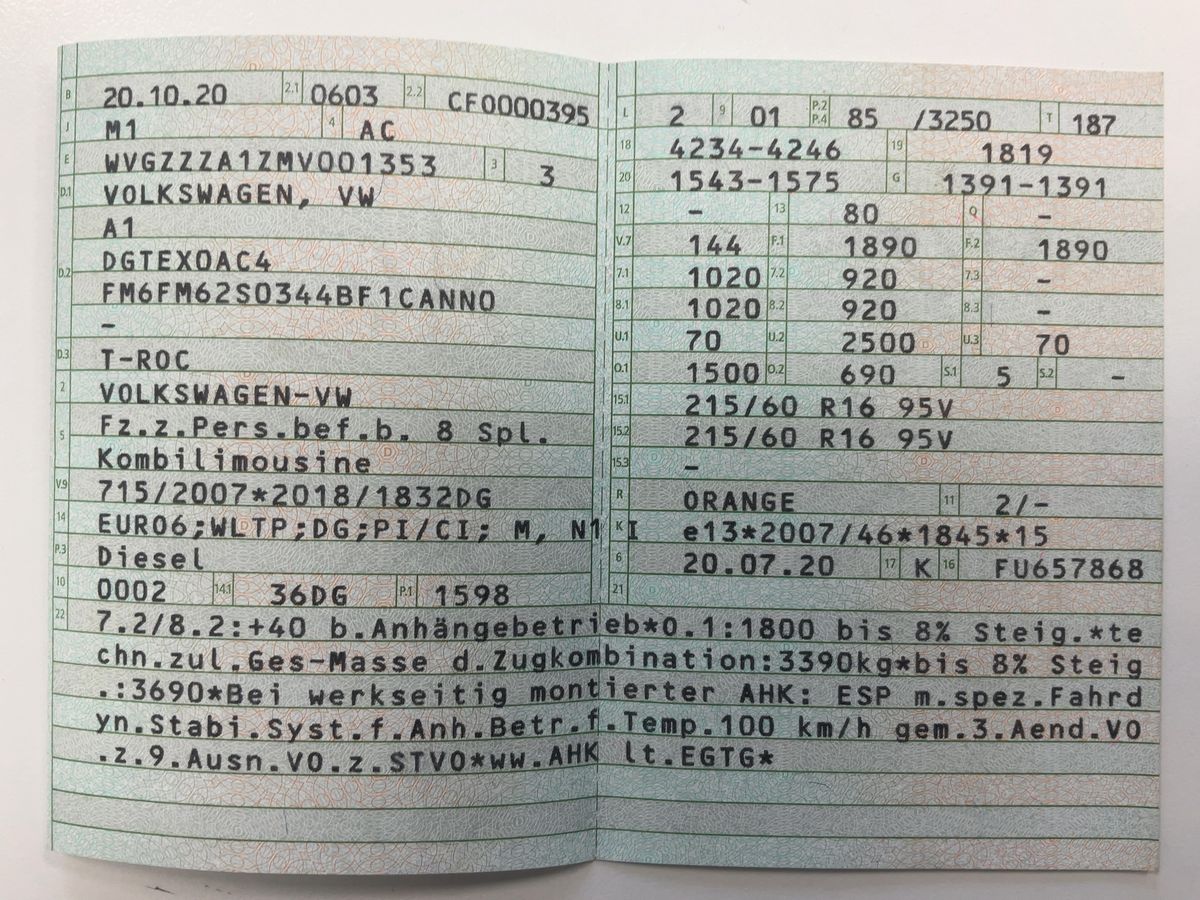 B 20.10.20 2.1 0603 2.2 CF0000395
J M1 4 AC
E WVGZZZA1ZMV001353 3 3
D.1 VOLKSWAGEN, VW
A1
D.2 DGTEX0AC4
FM6FM62S0344BF1CANN0
–
D.3 T-ROC
2 VOLKSWAGEN-VW
5 Fz.z.Pers.bef.b. 8 Spl.
Kombilimousine
V.9 715/2007*2018/1832DG
14 EURO6;WLTP;DG;PI/CI; M, N1 I
P.3 Diesel
10 0002 14.1 36DG P.1 1598
L 2 9 01 P.2 P.4 85 /3250 T 187
18 4234-4246 19 1819
20 1543-1575 G 1391-1391
12 – 13 80 Q –
V.7 144 F.1 1890 F.2 1890
7.1 1020 7.2 920 7.3 –
8.1 1020 8.2 920 8.3 –
U.1 70 U.2 2500 U.3 70
O.1 1500 O.2 690 S.1 5 S.2 –
15.1 215/60 R16 95V
15.2 215/60 R16 95V
15.3 –
R ORANGE 11 2/-
K e13*2007/46*1845*15
6 20.07.20 17 K 16 FU657868
21
22 7.2/8.2:+40 b.Anhängebetrieb*O.1:1800 bis 8% Steig.*te
chn.zul.Ges-Masse d.Zugkombination:3390kg*bis 8% Steig
.:3690*Bei werkseitig montierter AHK: ESP m.spez.Fahrd
yn.Stabi.Syst.f.Anh.Betr.f.Temp.100 km/h gem.3.Aend.VO
.z.9.Ausn.VO.z.STVO*ww.AHK lt.EGTG*